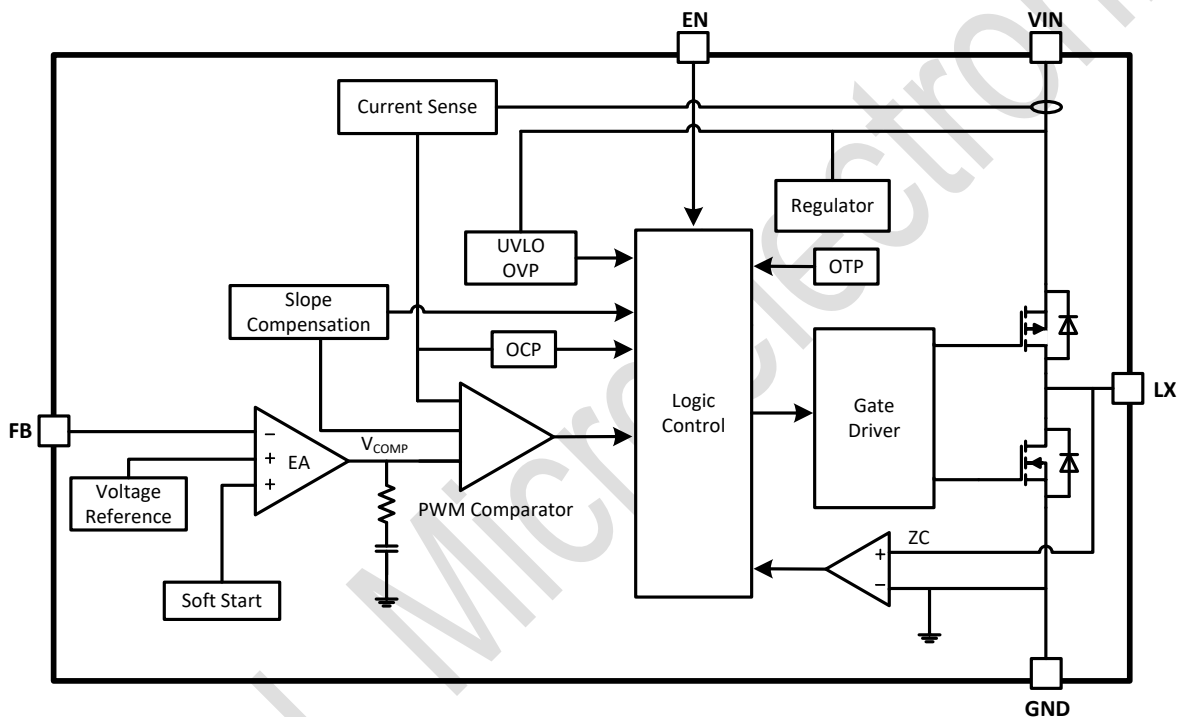 EN
VIN
Current Sense
Regulator
UVLO
OVP
OTP
Slope
Compensation
OCP
Logic
Control
Gate
Driver
LX
FB
−
+
+
EA
VCOMP
Voltage
Reference
PWM Comparator
Soft Start
ZC
+
−
GND